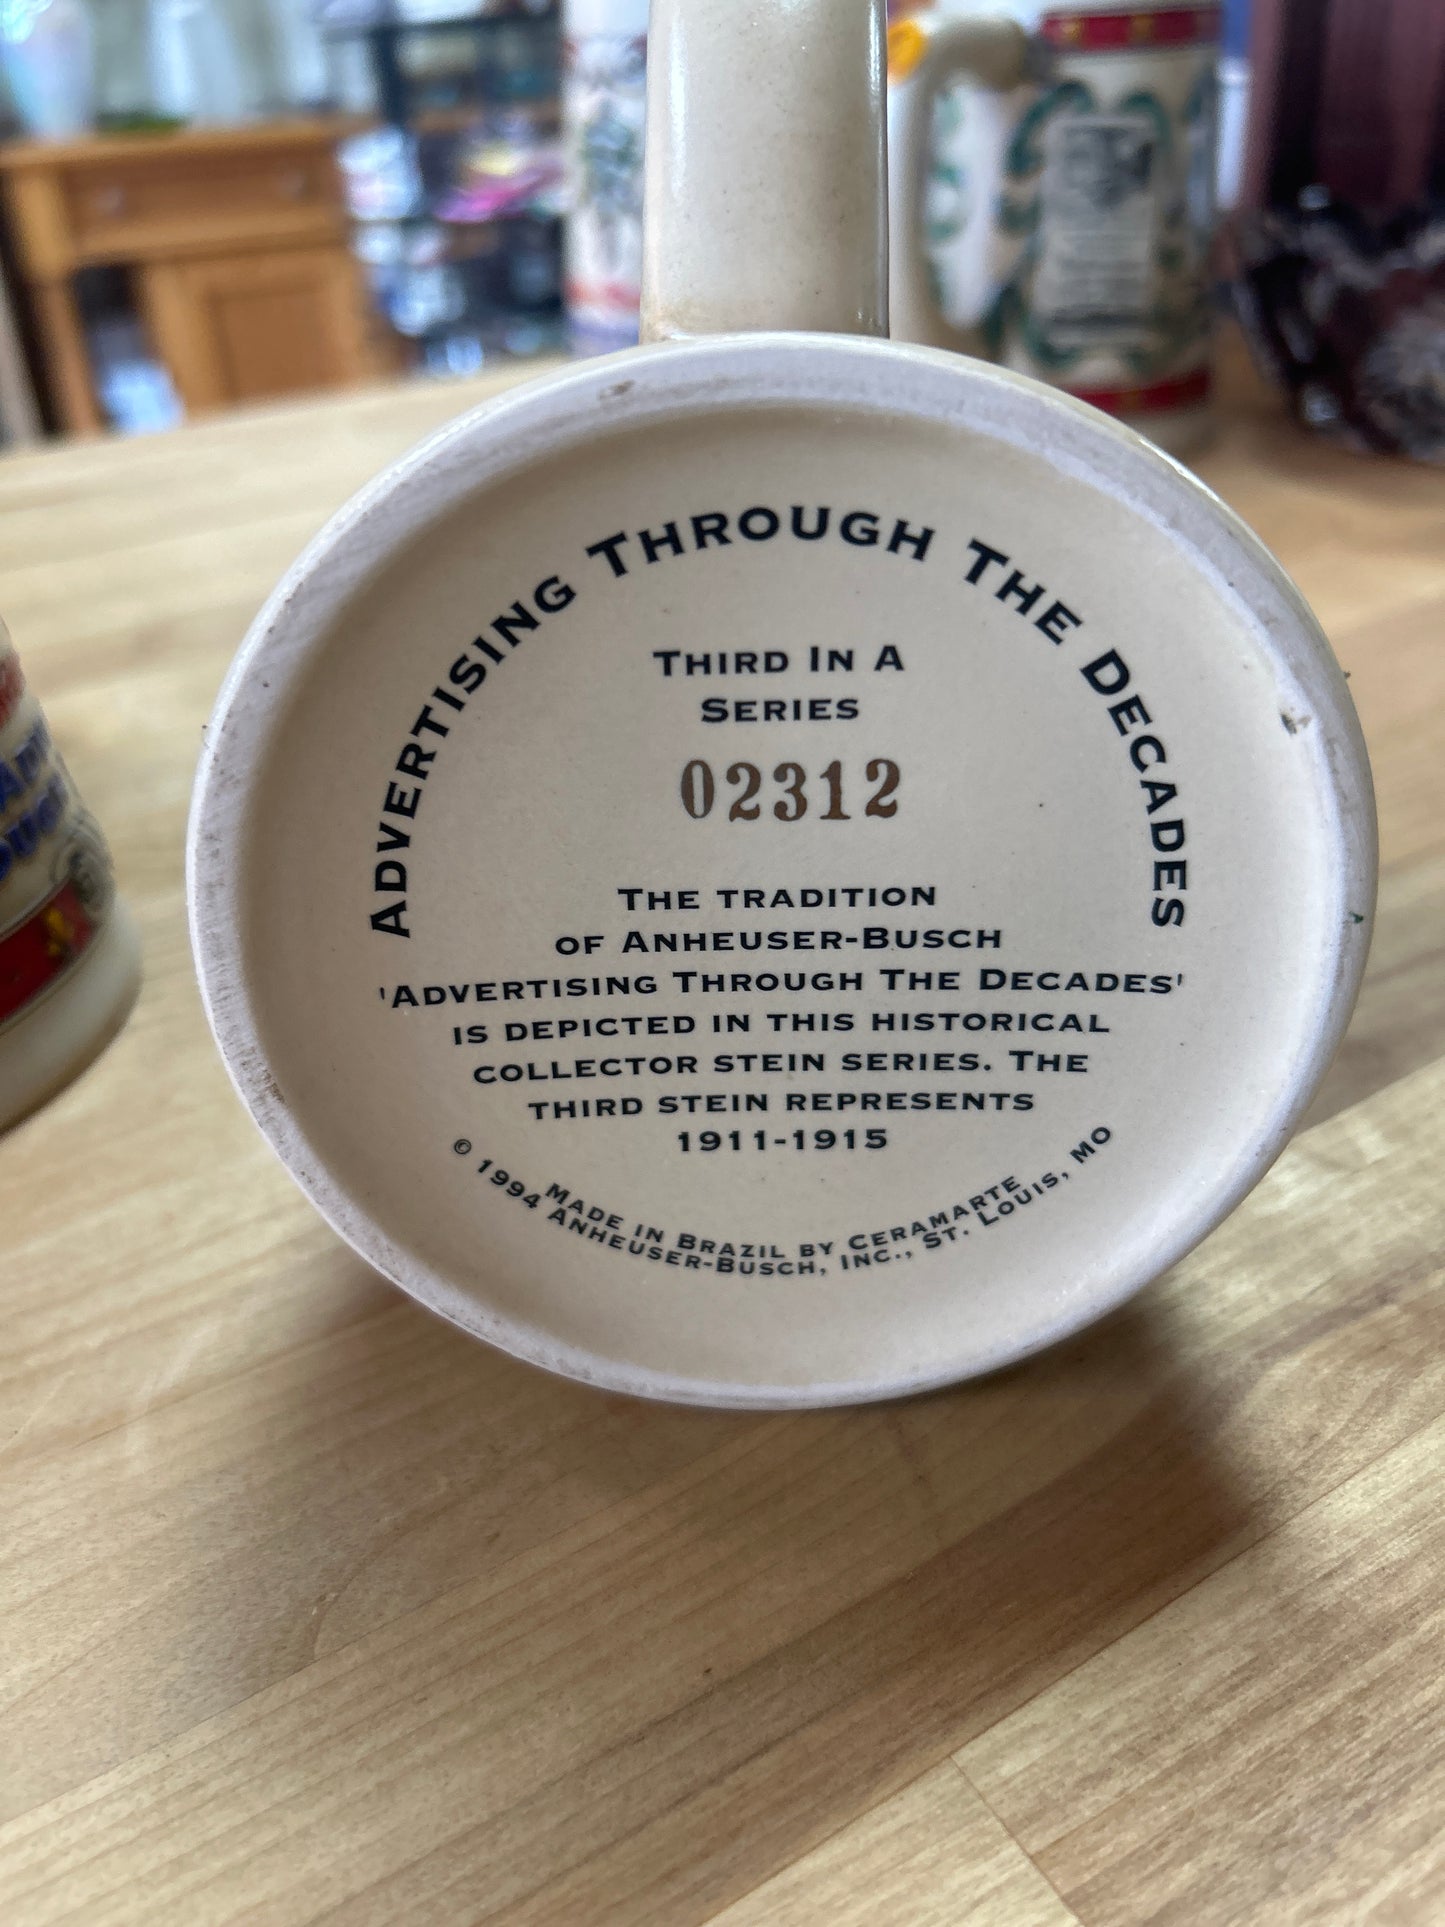 ADVERTISING THROUGH THE DECADES
THIRD IN A
SERIES
02312
THE TRADITION
OF ANHEUSER-BUSCH
'ADVERTISING THROUGH THE DECADES'
IS DEPICTED IN THIS HISTORICAL
COLLECTOR STEIN SERIES. THE
THIRD STEIN REPRESENTS
1911-1915
MADE IN BRAZIL BY CERAMARTE
© 1994 ANHEUSER-BUSCH, INC., ST. LOUIS, MO